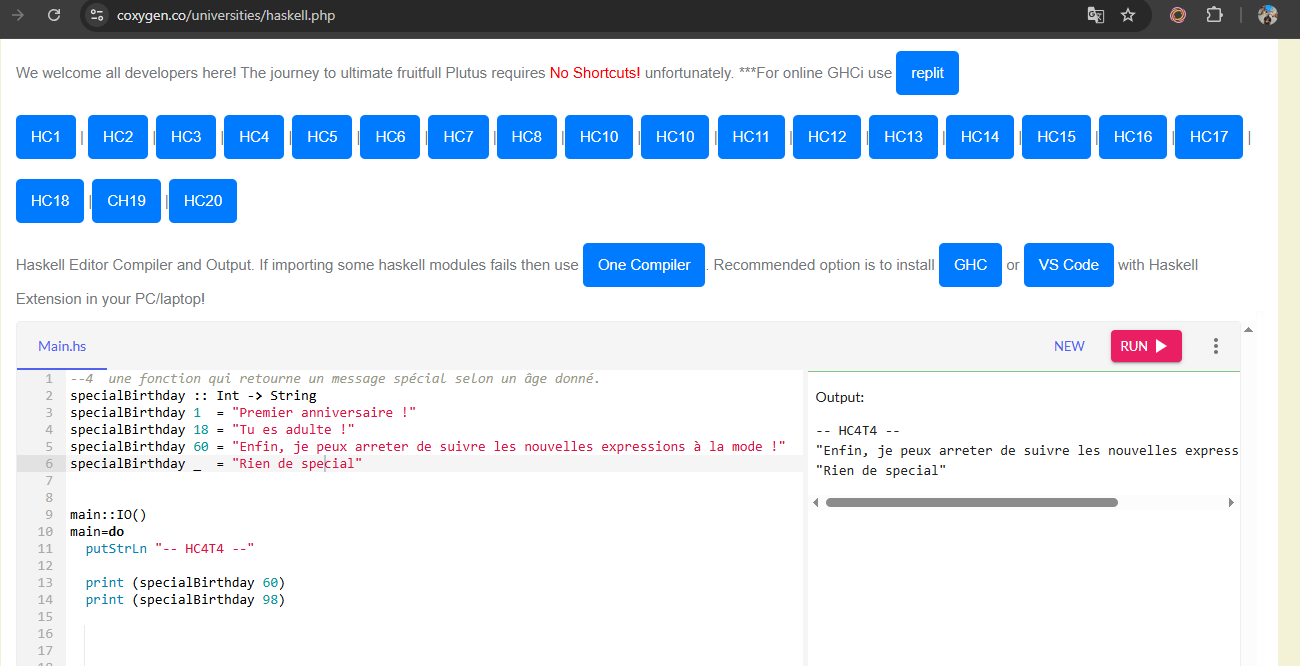 coxygen.co/universities/haskell.php
We welcome all developers here! The journey to ultimate fruitfull Plutus requires No Shortcuts! unfortunately. ***For online GHCi use replit
HC1 | HC2 | HC3 | HC4 | HC5 | HC6 | HC7 | HC8 | HC10 | HC10 | HC11 | HC12 | HC13 | HC14 | HC15 | HC16 | HC17 |
HC18 | CH19 | HC20
Haskell Editor Compiler and Output. If importing some haskell modules fails then use One Compiler . Recommended option is to install GHC or VS Code with Haskell
Extension in your PC/laptop!
Main.hs NEW RUN
1 --4  une fonction qui retourne un message spécial selon un âge donné.
2 specialBirthday :: Int -> String
3 specialBirthday 1  = "Premier anniversaire !"
4 specialBirthday 18 = "Tu es adulte !"
5 specialBirthday 60 = "Enfin, je peux arreter de suivre les nouvelles expressions à la mode !"
6 specialBirthday _  = "Rien de special"
7
8
9 main::IO()
10 main=do
11   putStrLn "-- HC4T4 --"
12
13   print (specialBirthday 60)
14   print (specialBirthday 98)
15
16
17
18
Output:
-- HC4T4 --
"Enfin, je peux arreter de suivre les nouvelles express
"Rien de special"